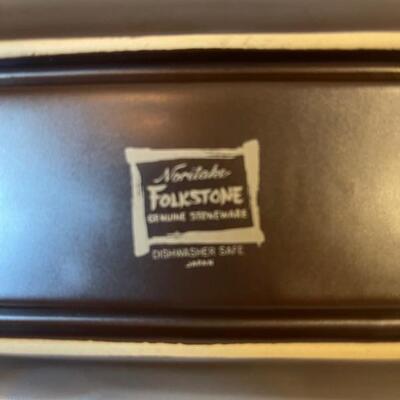 Noritake
FOLKSTONE
GENUINE STONEWARE
DISHWASHER SAFE
JAPAN